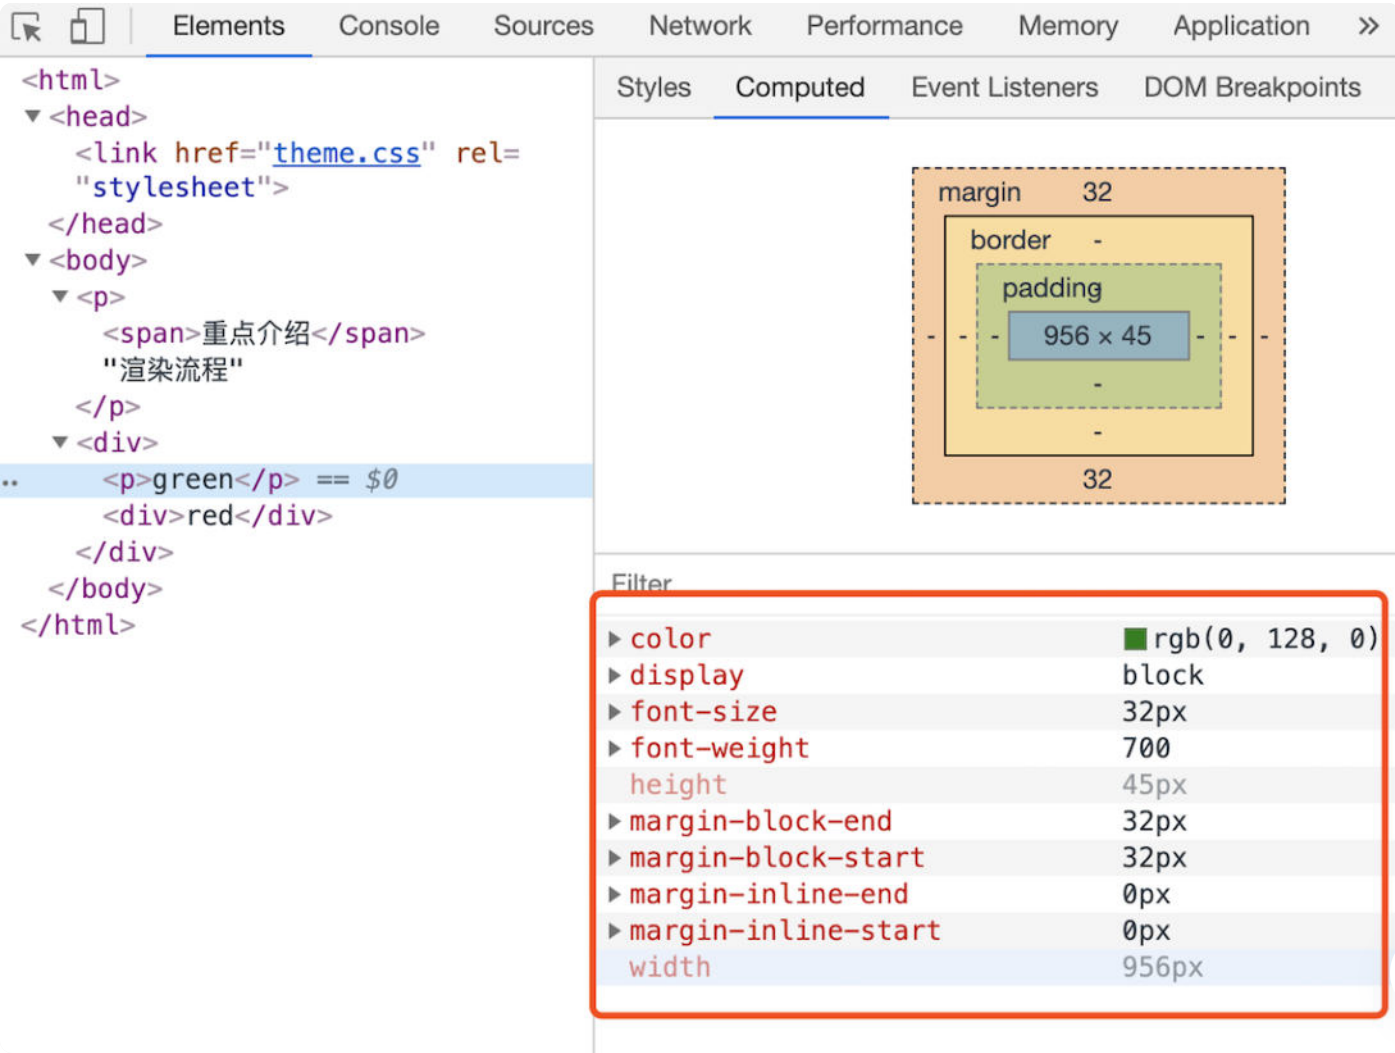 Elements Console Sources Network Performance Memory Application »
<html>
▼<head>
<link href="theme.css" rel=
"stylesheet">
</head>
▼<body>
▼<p>
<span>重点介绍</span>
"渲染流程"
</p>
▼<div>
<p>green</p> == $0
<div>red</div>
</div>
</body>
</html>
Styles Computed Event Listeners DOM Breakpoints
margin 32
border -
padding -
- - - 956 × 45 - - -
-
-
32
Filter
color rgb(0, 128, 0)
display block
font-size 32px
font-weight 700
height 45px
margin-block-end 32px
margin-block-start 32px
margin-inline-end 0px
margin-inline-start 0px
width 956px